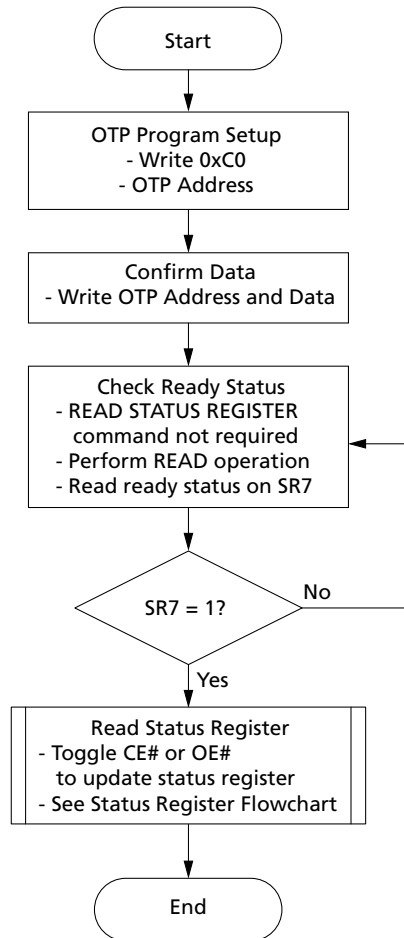 Start
OTP Program Setup
- Write 0xC0
- OTP Address
Confirm Data
- Write OTP Address and Data
Check Ready Status
- READ STATUS REGISTER
command not required
- Perform READ operation
- Read ready status on SR7
SR7 = 1?
No
Yes
Read Status Register
- Toggle CE# or OE#
to update status register
- See Status Register Flowchart
End